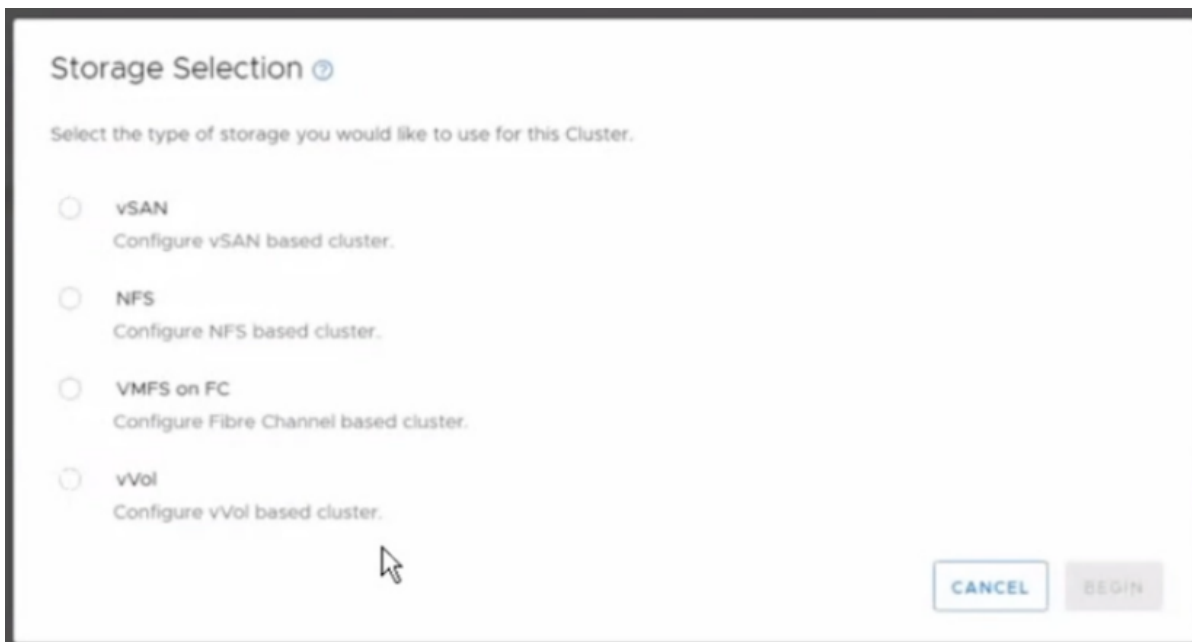 Storage Selection
Select the type of storage you would like to use for this Cluster.
vSAN
Configure vSAN based cluster.
NFS
Configure NFS based cluster.
VMFS on FC
Configure Fibre Channel based cluster.
vVol
Configure vVol based cluster.
CANCEL
BEGIN